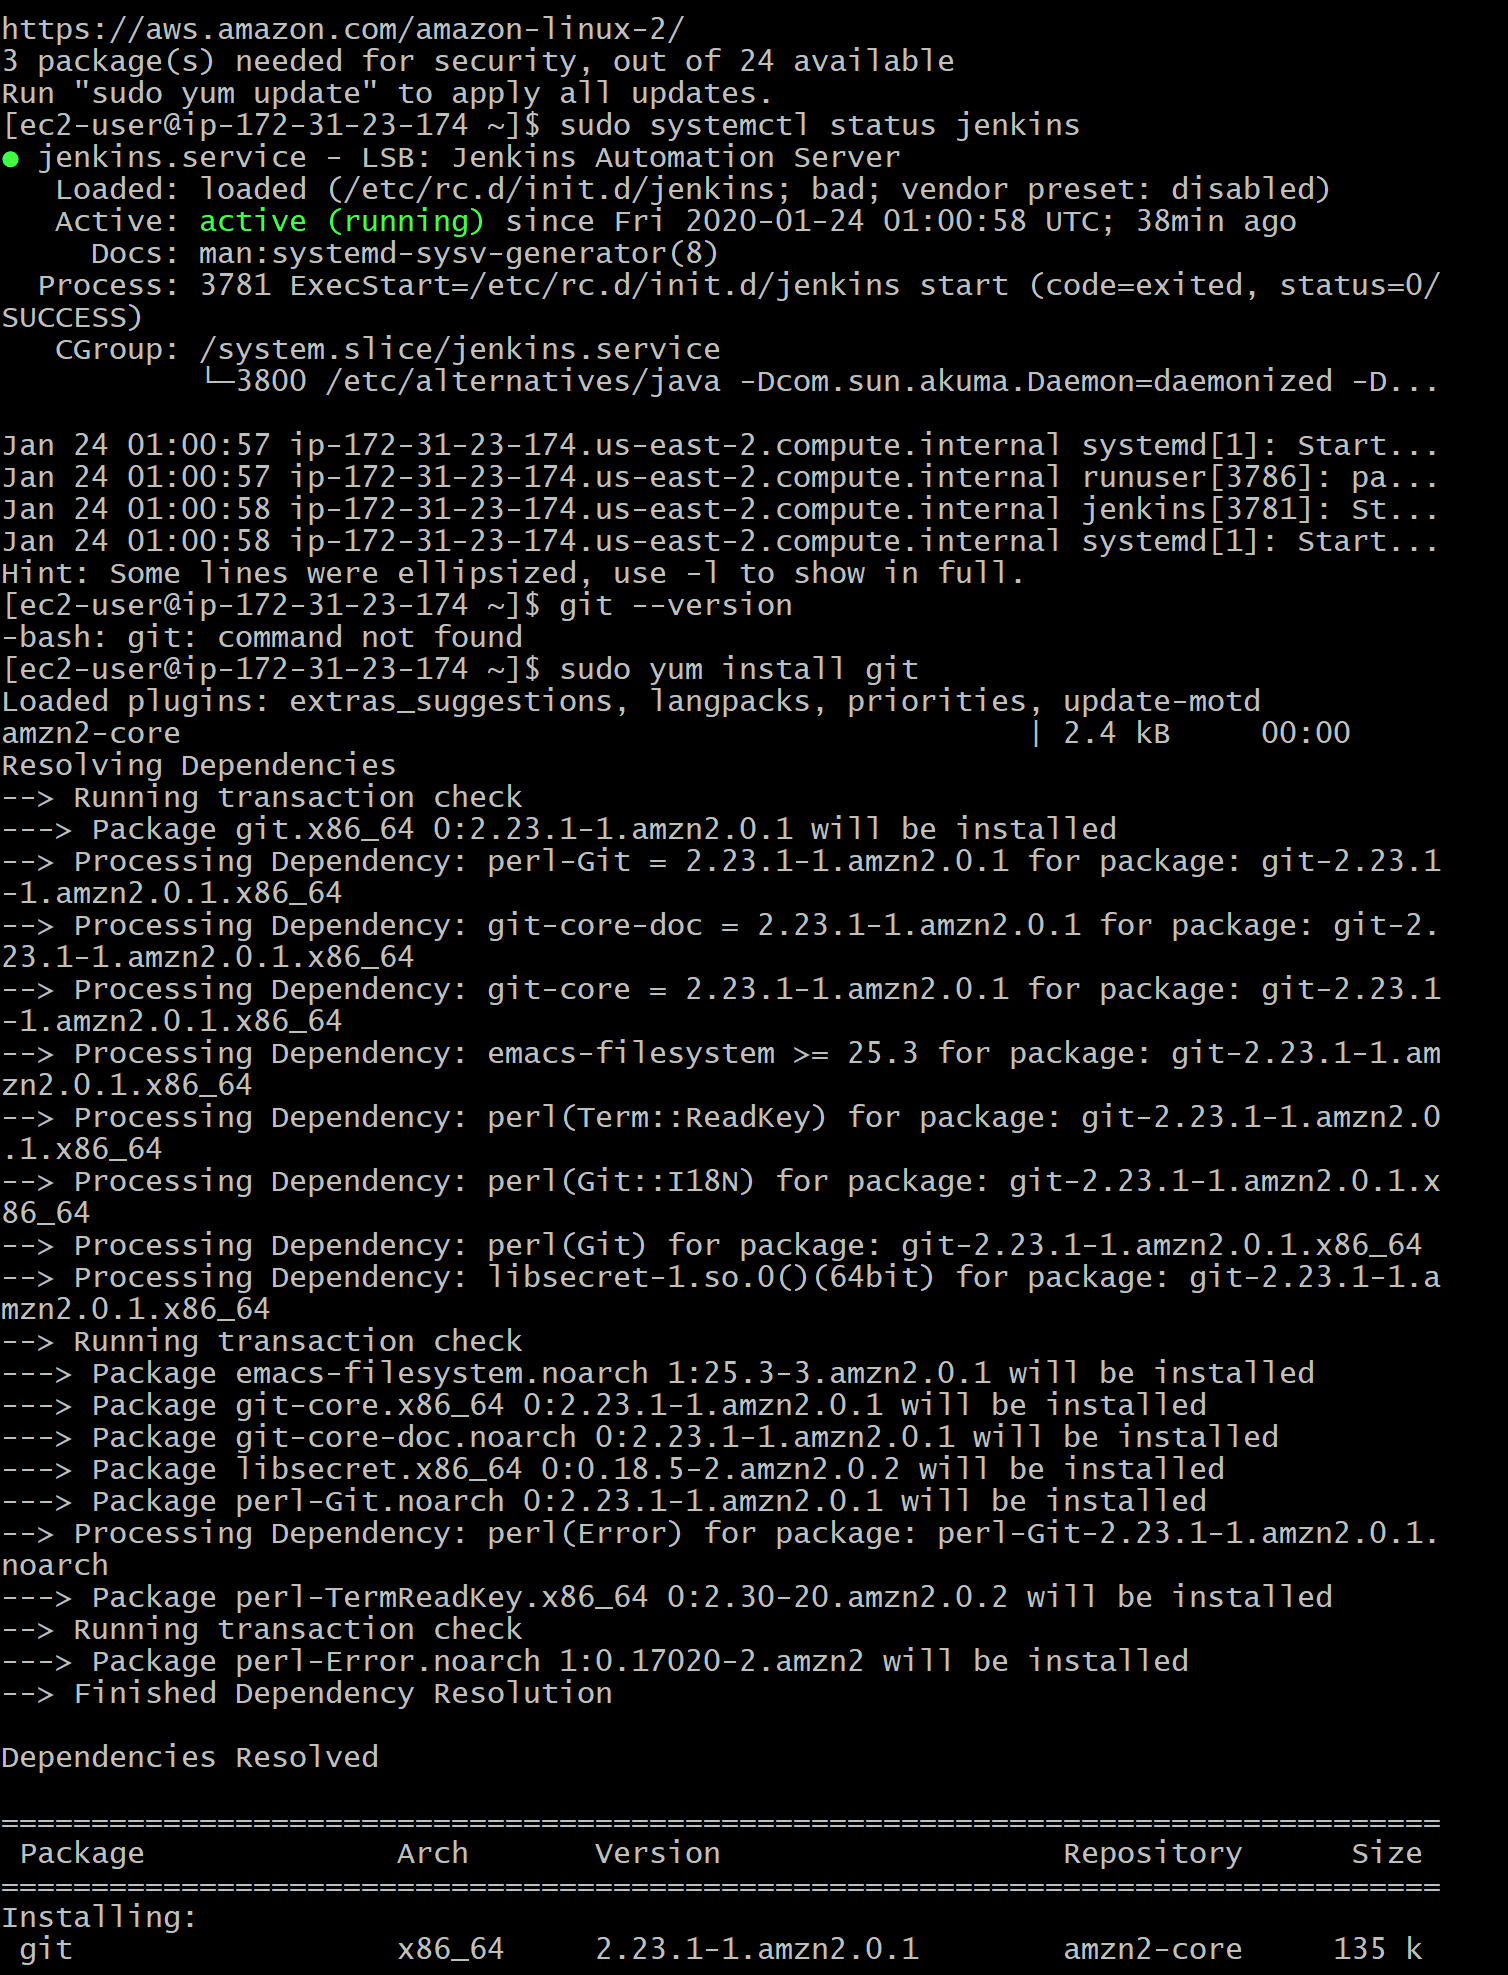 https://aws.amazon.com/amazon-linux-2/
3 package(s) needed for security, out of 24 available
Run "sudo yum update" to apply all updates.
[ec2-user@ip-172-31-23-174 ~]$ sudo systemctl status jenkins
● jenkins.service - LSB: Jenkins Automation Server
   Loaded: loaded (/etc/rc.d/init.d/jenkins; bad; vendor preset: disabled)
   Active: active (running) since Fri 2020-01-24 01:00:58 UTC; 38min ago
     Docs: man:systemd-sysv-generator(8)
  Process: 3781 ExecStart=/etc/rc.d/init.d/jenkins start (code=exited, status=0/
SUCCESS)
   CGroup: /system.slice/jenkins.service
           └─3800 /etc/alternatives/java -Dcom.sun.akuma.Daemon=daemonized -D...

Jan 24 01:00:57 ip-172-31-23-174.us-east-2.compute.internal systemd[1]: Start...
Jan 24 01:00:57 ip-172-31-23-174.us-east-2.compute.internal runuser[3786]: pa...
Jan 24 01:00:58 ip-172-31-23-174.us-east-2.compute.internal jenkins[3781]: St...
Jan 24 01:00:58 ip-172-31-23-174.us-east-2.compute.internal systemd[1]: Start...
Hint: Some lines were ellipsized, use -l to show in full.
[ec2-user@ip-172-31-23-174 ~]$ git --version
-bash: git: command not found
[ec2-user@ip-172-31-23-174 ~]$ sudo yum install git
Loaded plugins: extras_suggestions, langpacks, priorities, update-motd
amzn2-core                                               | 2.4 kB     00:00
Resolving Dependencies
--> Running transaction check
---> Package git.x86_64 0:2.23.1-1.amzn2.0.1 will be installed
--> Processing Dependency: perl-Git = 2.23.1-1.amzn2.0.1 for package: git-2.23.1
-1.amzn2.0.1.x86_64
--> Processing Dependency: git-core-doc = 2.23.1-1.amzn2.0.1 for package: git-2.
23.1-1.amzn2.0.1.x86_64
--> Processing Dependency: git-core = 2.23.1-1.amzn2.0.1 for package: git-2.23.1
-1.amzn2.0.1.x86_64
--> Processing Dependency: emacs-filesystem >= 25.3 for package: git-2.23.1-1.am
zn2.0.1.x86_64
--> Processing Dependency: perl(Term::ReadKey) for package: git-2.23.1-1.amzn2.0
.1.x86_64
--> Processing Dependency: perl(Git::I18N) for package: git-2.23.1-1.amzn2.0.1.x
86_64
--> Processing Dependency: perl(Git) for package: git-2.23.1-1.amzn2.0.1.x86_64
--> Processing Dependency: libsecret-1.so.0()(64bit) for package: git-2.23.1-1.a
mzn2.0.1.x86_64
--> Running transaction check
---> Package emacs-filesystem.noarch 1:25.3-3.amzn2.0.1 will be installed
---> Package git-core.x86_64 0:2.23.1-1.amzn2.0.1 will be installed
---> Package git-core-doc.noarch 0:2.23.1-1.amzn2.0.1 will be installed
---> Package libsecret.x86_64 0:0.18.5-2.amzn2.0.2 will be installed
---> Package perl-Git.noarch 0:2.23.1-1.amzn2.0.1 will be installed
--> Processing Dependency: perl(Error) for package: perl-Git-2.23.1-1.amzn2.0.1.
noarch
---> Package perl-TermReadKey.x86_64 0:2.30-20.amzn2.0.2 will be installed
--> Running transaction check
---> Package perl-Error.noarch 1:0.17020-2.amzn2 will be installed
--> Finished Dependency Resolution

Dependencies Resolved

================================================================================
 Package              Arch       Version                   Repository      Size
================================================================================
Installing:
 git                  x86_64     2.23.1-1.amzn2.0.1        amzn2-core     135 k